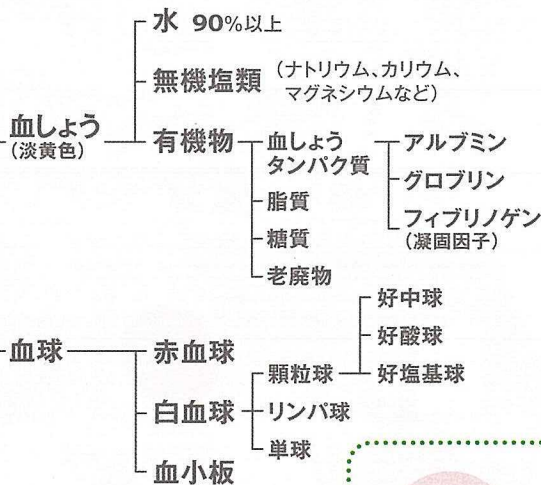 水 90%以上
無機塩類 (ナトリウム、カリウム、
マグネシウムなど)
血しょう
(淡黄色)
有機物
血しょう
タンパク質
アルブミン
グロブリン
フィブリノゲン
(凝固因子)
脂質
糖質
老廃物
血球
赤血球
白血球
顆粒球
好中球
好酸球
好塩基球
リンパ球
単球
血小板